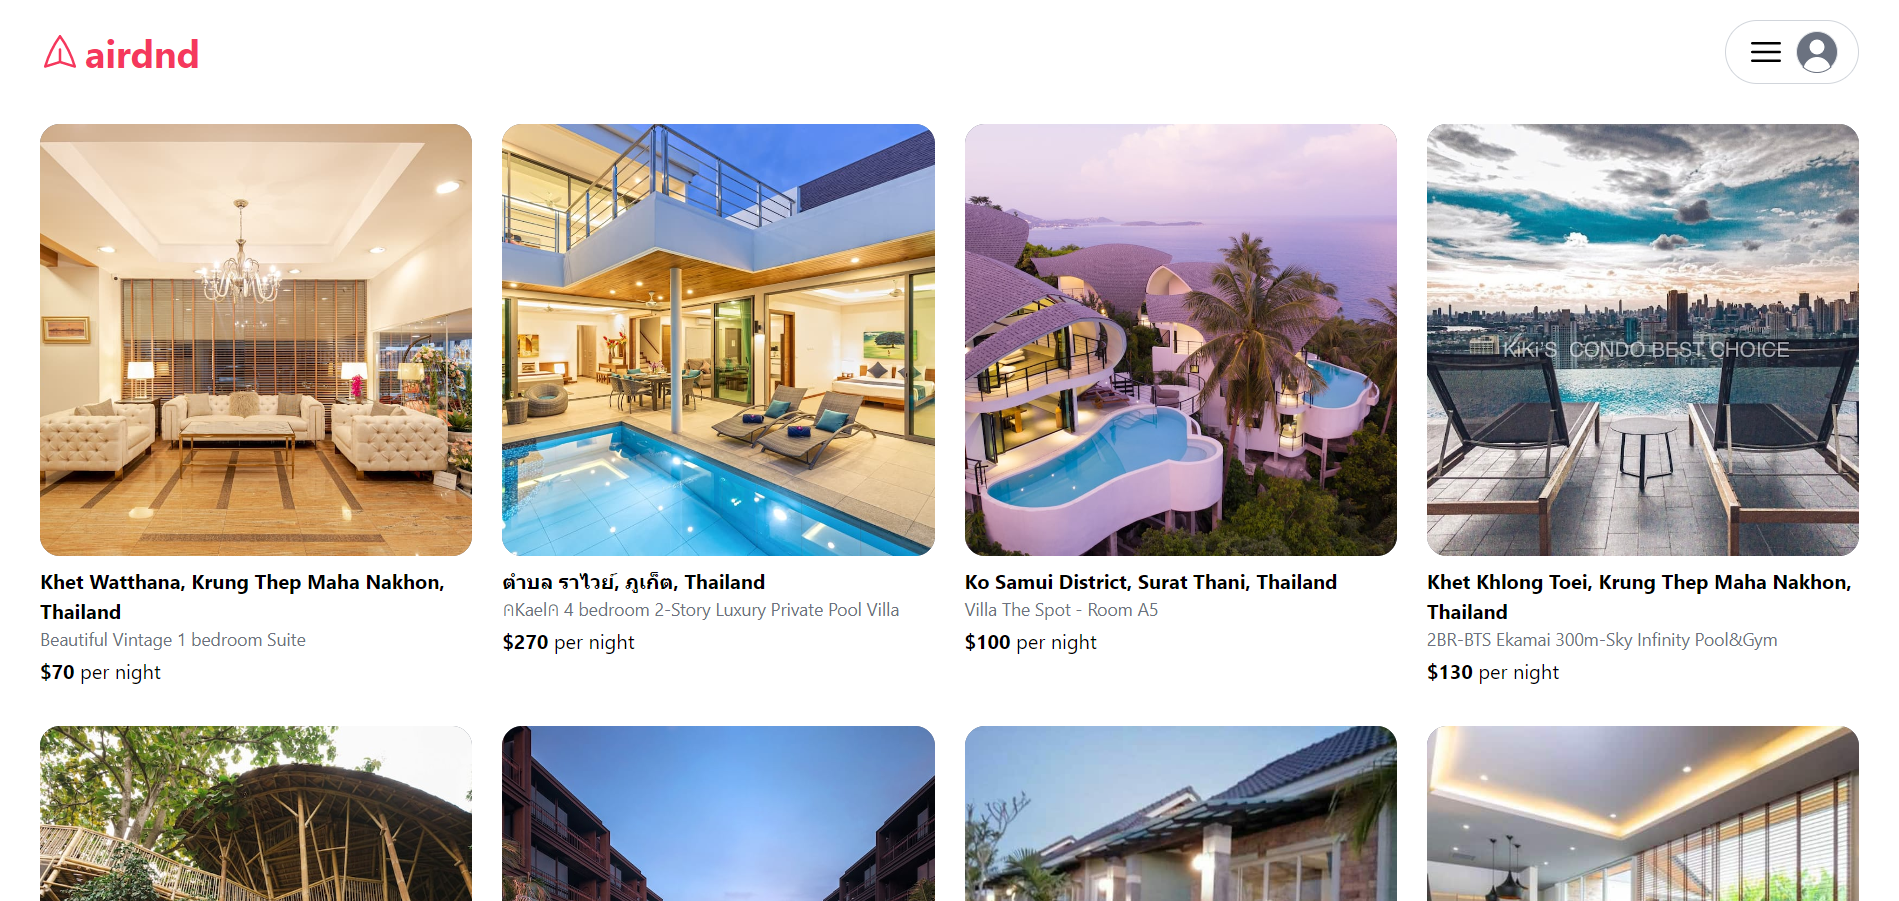 airdnd
KiKi'S CONDO BEST CHOICE
Khet Watthana, Krung Thep Maha Nakhon,
Thailand
Beautiful Vintage 1 bedroom Suite
$70 per night
ตำบล ราไวย์, ภูเก็ต, Thailand
กKaelก 4 bedroom 2-Story Luxury Private Pool Villa
$270 per night
Ko Samui District, Surat Thani, Thailand
Villa The Spot - Room A5
$100 per night
Khet Khlong Toei, Krung Thep Maha Nakhon,
Thailand
2BR-BTS Ekamai 300m-Sky Infinity Pool&Gym
$130 per night